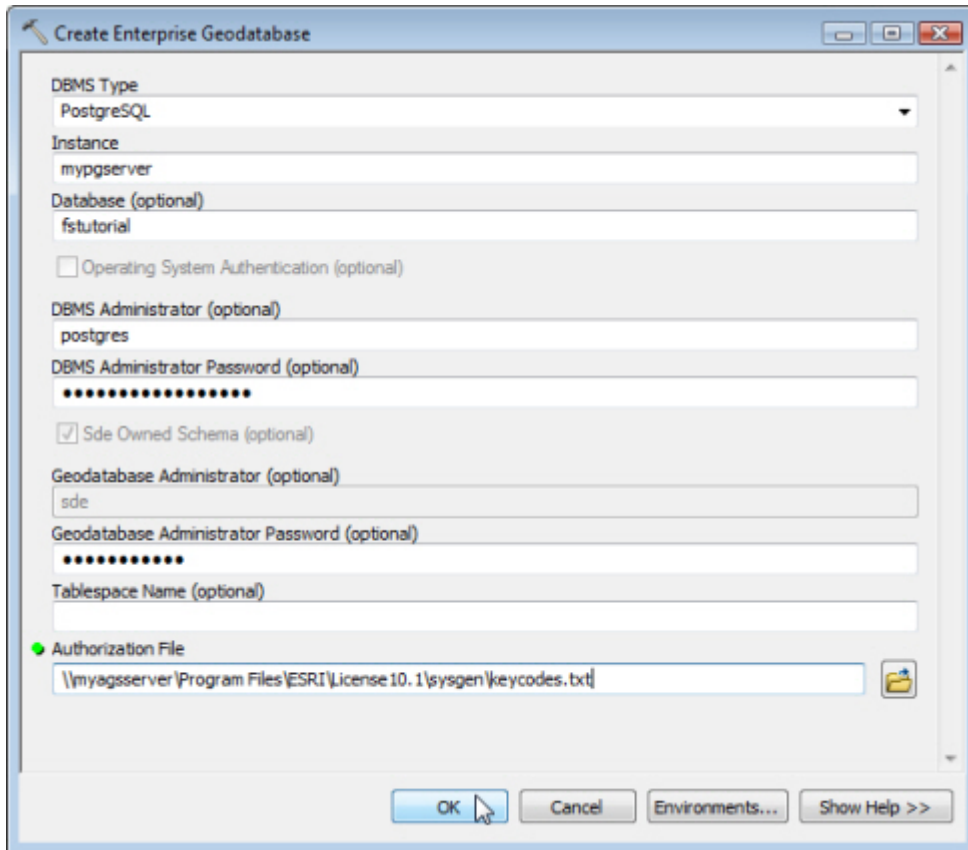 Create Enterprise Geodatabase
DBMS Type
PostgreSQL
Instance
mypgserver
Database (optional)
fstutorial
Operating System Authentication (optional)
DBMS Administrator (optional)
postgres
DBMS Administrator Password (optional)
●●●●●●●●●●●●●●●●●
Sde Owned Schema (optional)
Geodatabase Administrator (optional)
sde
Geodatabase Administrator Password (optional)
●●●●●●●●●●●
Tablespace Name (optional)
Authorization File
\\myagsserver\Program Files\ESRI\License10.1\sysgen\keycodes.txt
OK Cancel Environments... Show Help >>